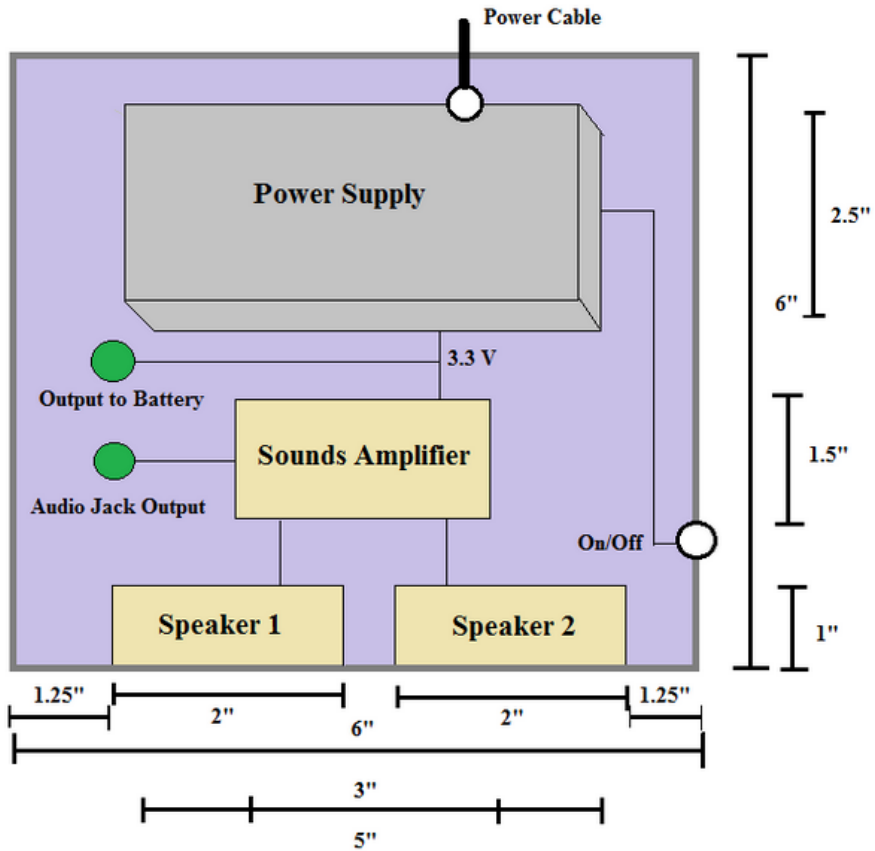 Power Cable
Power Supply
2.5"
6"
3.3 V
Output to Battery
Sounds Amplifier
1.5"
Audio Jack Output
On/Off
Speaker 1
Speaker 2
1"
1.25"
2"
2"
1.25"
6"
3"
5"